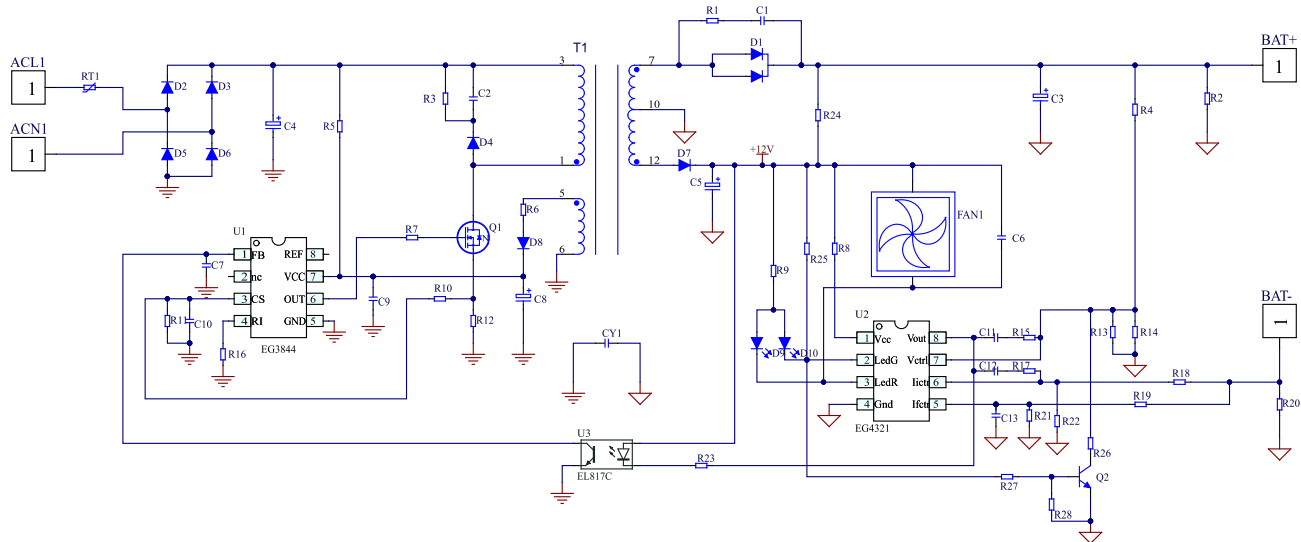 R1
C1
D1
T1
ACL1
1
RT1
D2
D3
C4
R5
R3
C2
3
7
BAT+
1
C3
R4
R2
10
R24
ACN1
1
D5
D6
D4
1
12
D7
+12V
C5
5
R6
6
D8
FAN1
C6
R9
R25
R8
U1
R7
Q1
1
FB
REF
8
C7
2
nc
VCC
7
3
CS
OUT
6
4
RI
GND
5
EG3844
R11
C10
R16
C9
R10
R12
C8
CY1
D9
D10
U2
1
Vcc
Vout
8
2
LedG
Vctrl
7
3
LedR
Iictr
6
4
Gnd
Ifctr
5
EG4321
C11
R15
C12
R17
R13
R14
BAT-
1
R18
R19
R20
C13
R21
R22
U3
EL817C
R23
R26
R27
R28
Q2